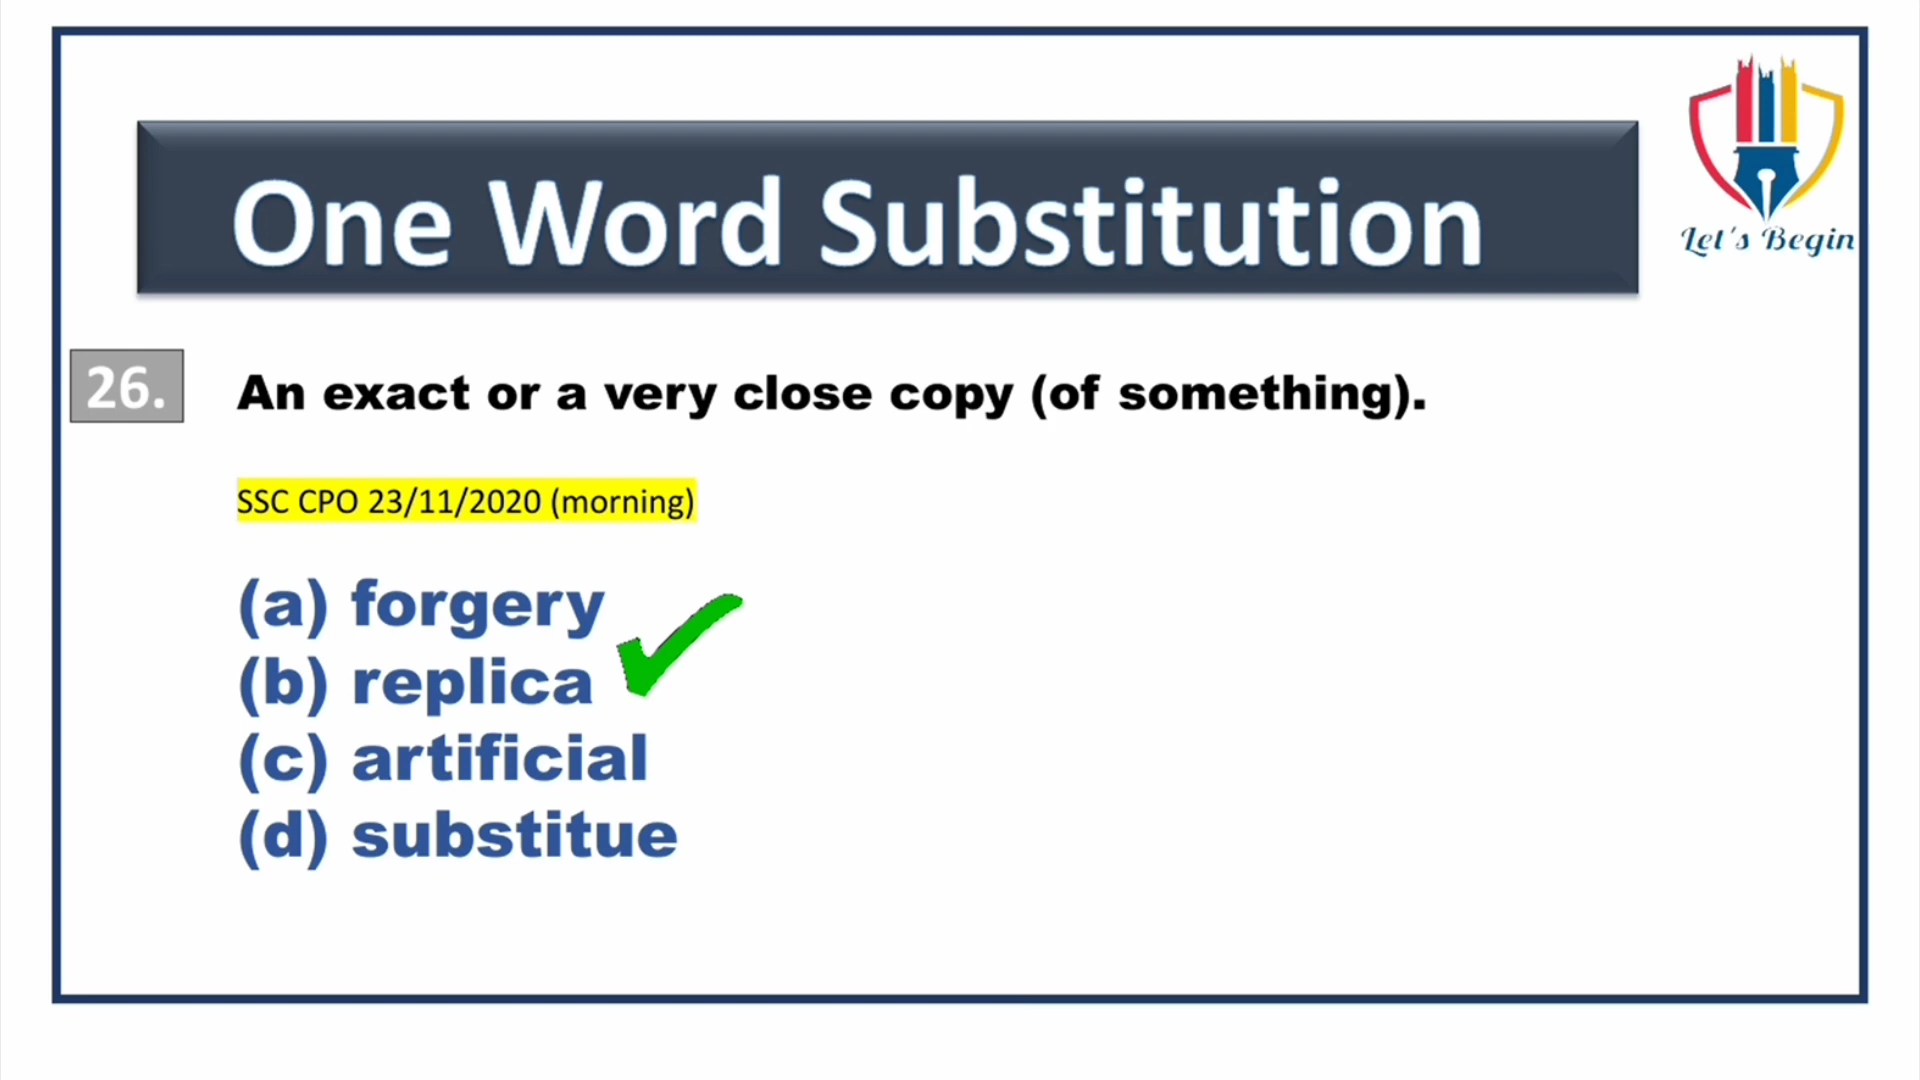 One Word Substitution
Let's Begin
26. An exact or a very close copy (of something).
SSC CPO 23/11/2020 (morning)
(a) forgery
(b) replica
(c) artificial
(d) substitue